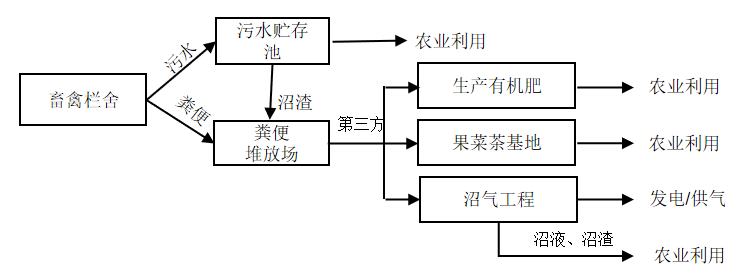 污水贮存
池
农业利用
污水
畜禽栏舍
粪便
沼渣
粪便
堆放场
第三方
生产有机肥
农业利用
果菜茶基地
农业利用
沼气工程
发电/供气
沼液、沼渣
农业利用